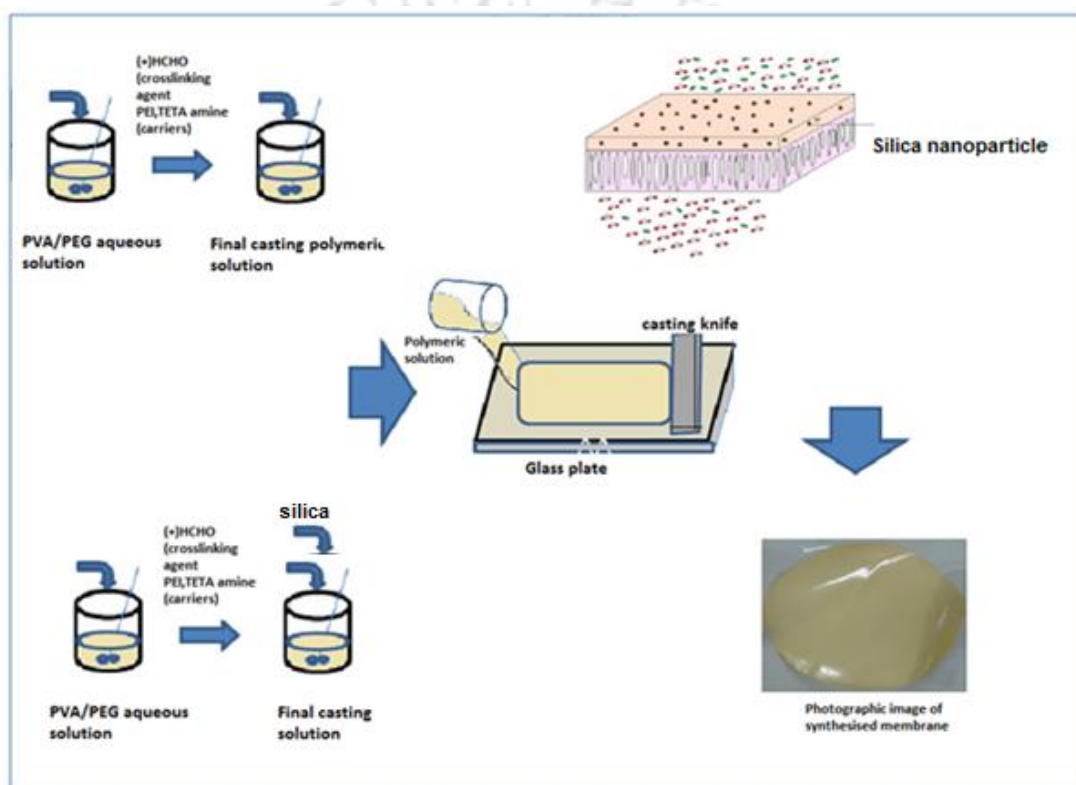 (+)HCHO
(crosslinking
agent
PEI,TETA amine
(carriers)
PVA/PEG aqueous
solution
Final casting polymeric
solution
Silica nanoparticle
Polymeric
solution
casting knife
Glass plate
silica
(+)HCHO
(crosslinking
agent
PEI,TETA amine
(carriers)
PVA/PEG aqueous
solution
Final casting
solution
Photographic image of
synthesised membrane